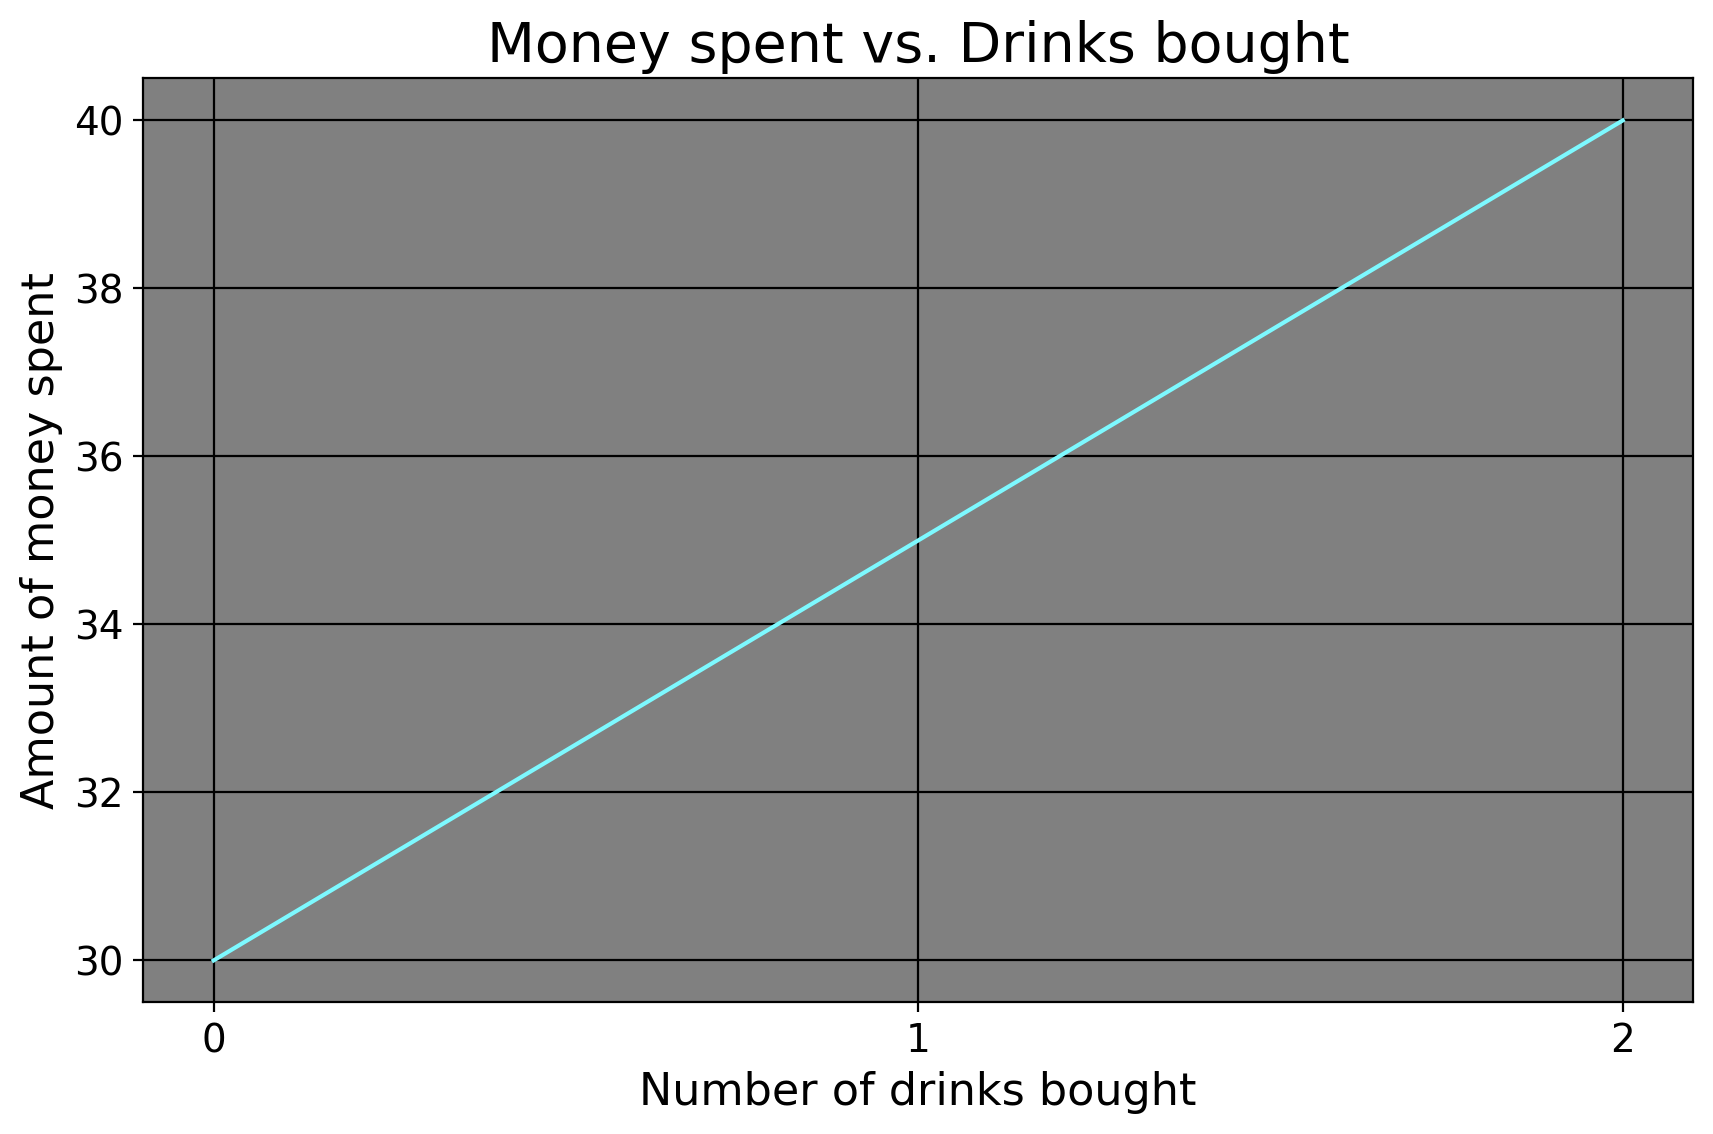 Money spent vs. Drinks bought
Amount of money spent
40
38
36
34
32
30
0 1 2
Number of drinks bought